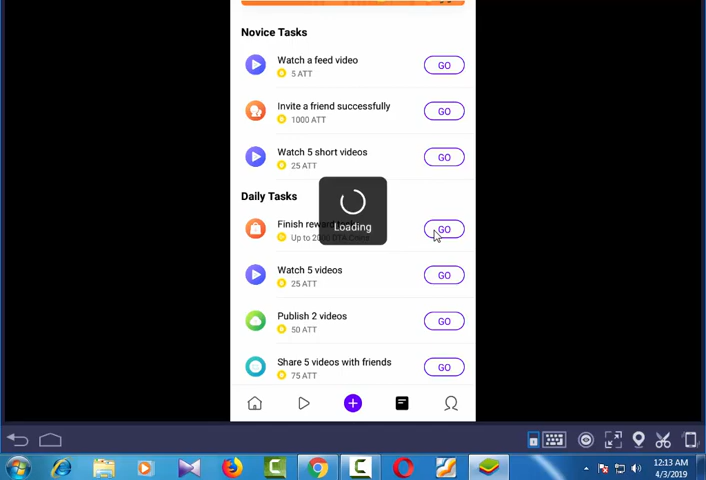 Novice Tasks
Watch a feed video
GO
5 ATT
Invite a friend successfully
GO
1000 ATT
Watch 5 short videos
GO
25 ATT
Daily Tasks
Finish
GO
Up to
Loading
Watch 5 videos
GO
25 ATT
Publish 2 videos
GO
50 ATT
Share 5 videos with friends
GO
75 ATT
12:13 AM
4/3/2019